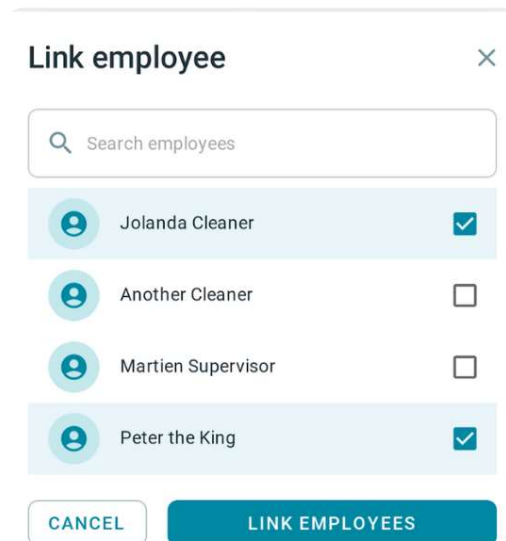 Link employee
Search employees
Jolanda Cleaner
Another Cleaner
Martien Supervisor
Peter the King
CANCEL LINK EMPLOYEES